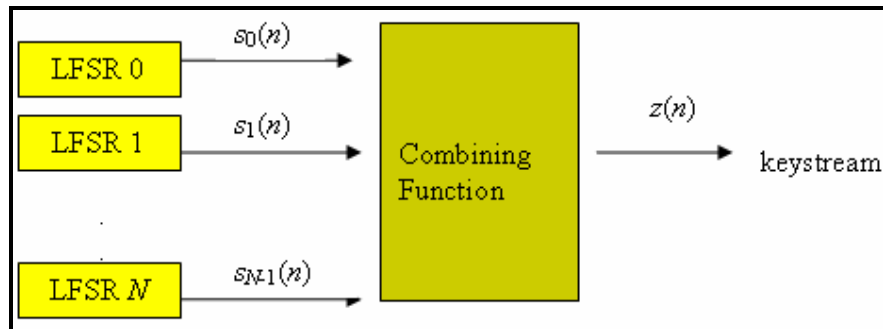 LFSR 0
s0(n)
LFSR 1
s1(n)
Combining
Function
z(n)
keystream
.
.
LFSR N
sN-1(n)